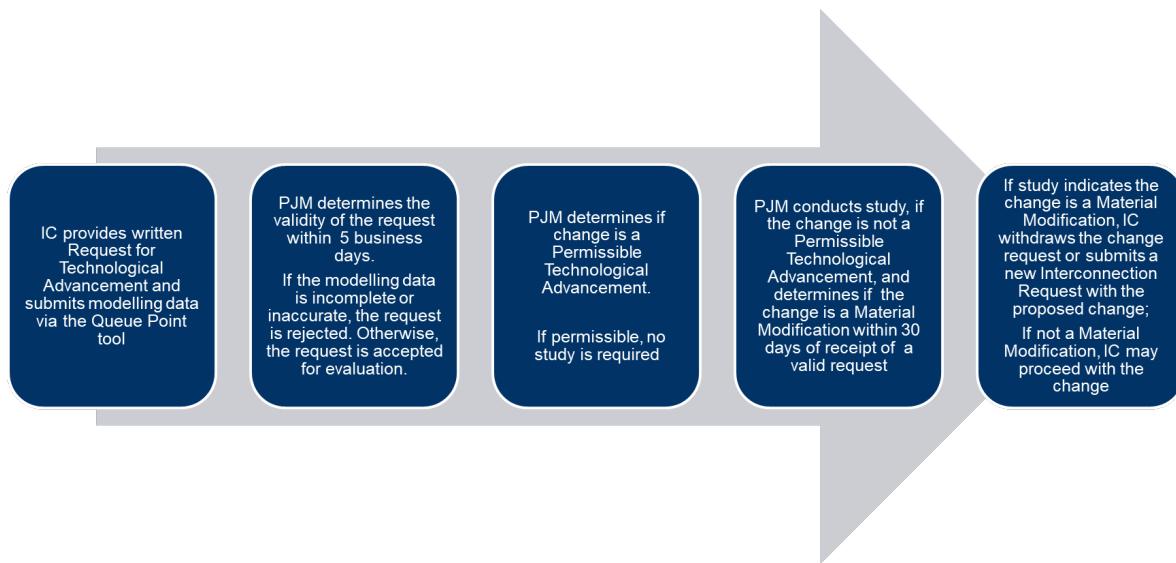 IC provides written
Request for
Technological
Advancement and
submits modelling data
via the Queue Point
tool
PJM determines the
validity of the request
within 5 business
days.
If the modelling data
is incomplete or
inaccurate, the request
is rejected. Otherwise,
the request is accepted
for evaluation.
PJM determines if
change is a
Permissible
Technological
Advancement.
If permissible, no
study is required
PJM conducts study, if
the change is not a
Permissible
Technological
Advancement, and
determines if the
change is a Material
Modification within 30
days of receipt of a
valid request
If study indicates the
change is a Material
Modification, IC
withdraws the change
request or submits a
new Interconnection
Request with the
proposed change;
If not a Material
Modification, IC may
proceed with the
change